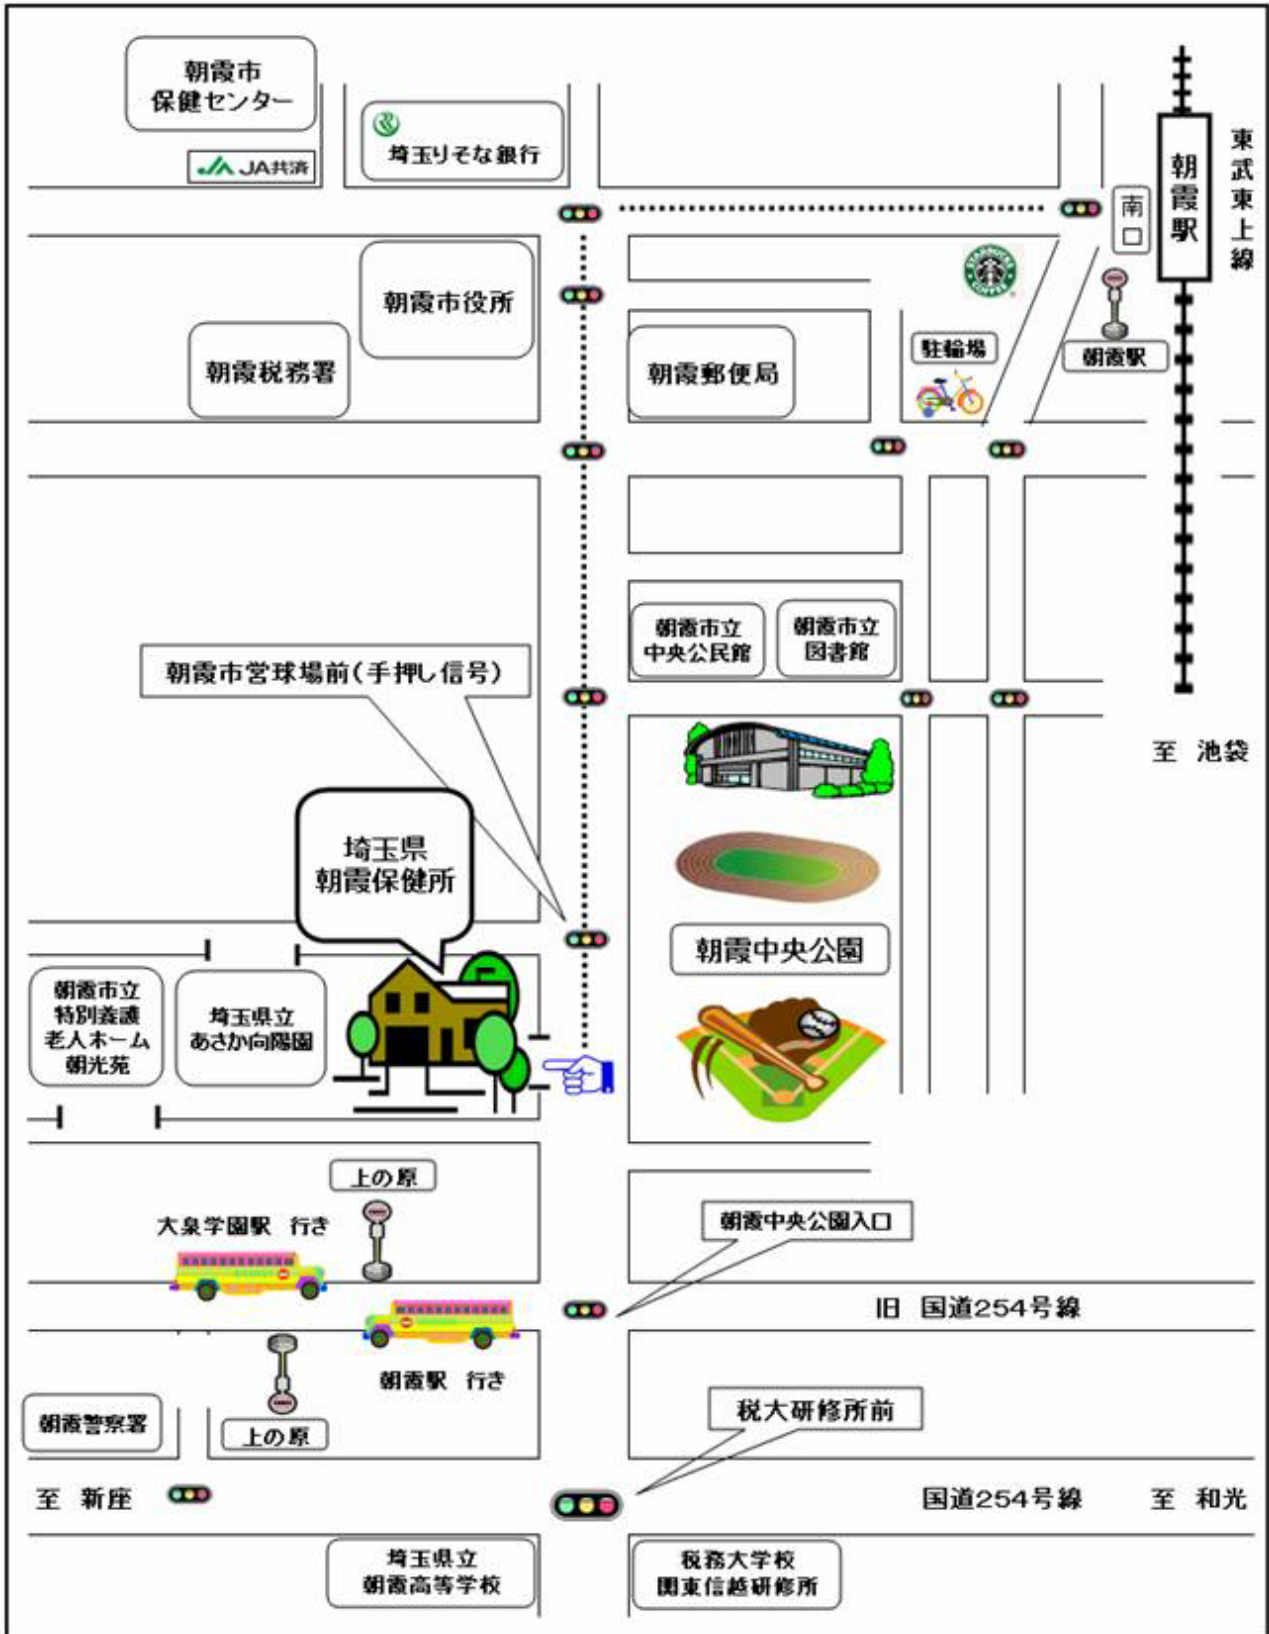 朝霞市
保健センター
JA共済
埼玉りそな銀行
南口
朝霞駅
東武東上線
STARBUCKS
COFFEE
朝霞市役所
朝霞税務署
朝霞郵便局
駐輪場
朝霞駅
朝霞市立
中央公民館
朝霞市立
図書館
朝霞市営球場前(手押し信号)
至 池袋
埼玉県
朝霞保健所
朝霞中央公園
朝霞市立
特別養護
老人ホーム
朝光苑
埼玉県立
あさか向陽園
上の原
大泉学園駅 行き
朝霞中央公園入口
旧 国道254号線
朝霞駅 行き
税大研修所前
朝霞警察署
上の原
至 新座
国道254号線 至 和光
埼玉県立
朝霞高等学校
税務大学校
関東信越研修所